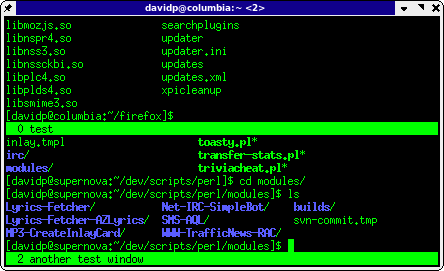 davidp@columbia:~ <2>
libmozjs.so searchplugins
libnspr4.so updater
libnss3.so updater.ini
libnssckbi.so updates
libplc4.so updates.xml
libplds4.so xpicleanup
libsmime3.so
[davidp@columbia:~/firefox]$
0 test
inlay.tmpl toasty.pl*
irc/ transfer-stats.pl*
modules/ triviacheat.pl*
[davidp@supernova:~/dev/scripts/perl]$ cd modules/
[davidp@supernova:~/dev/scripts/perl/modules]$ ls
Lyrics-Fetcher/ Net-IRC-SimpleBot/ builds/
Lyrics-Fetcher-AZLyrics/ SMS-AQL/ svn-commit.tmp
MP3-CreateInlayCard/ WWW-TrafficNews-RAC/
[davidp@supernova:~/dev/scripts/perl/modules]$
2 another test window